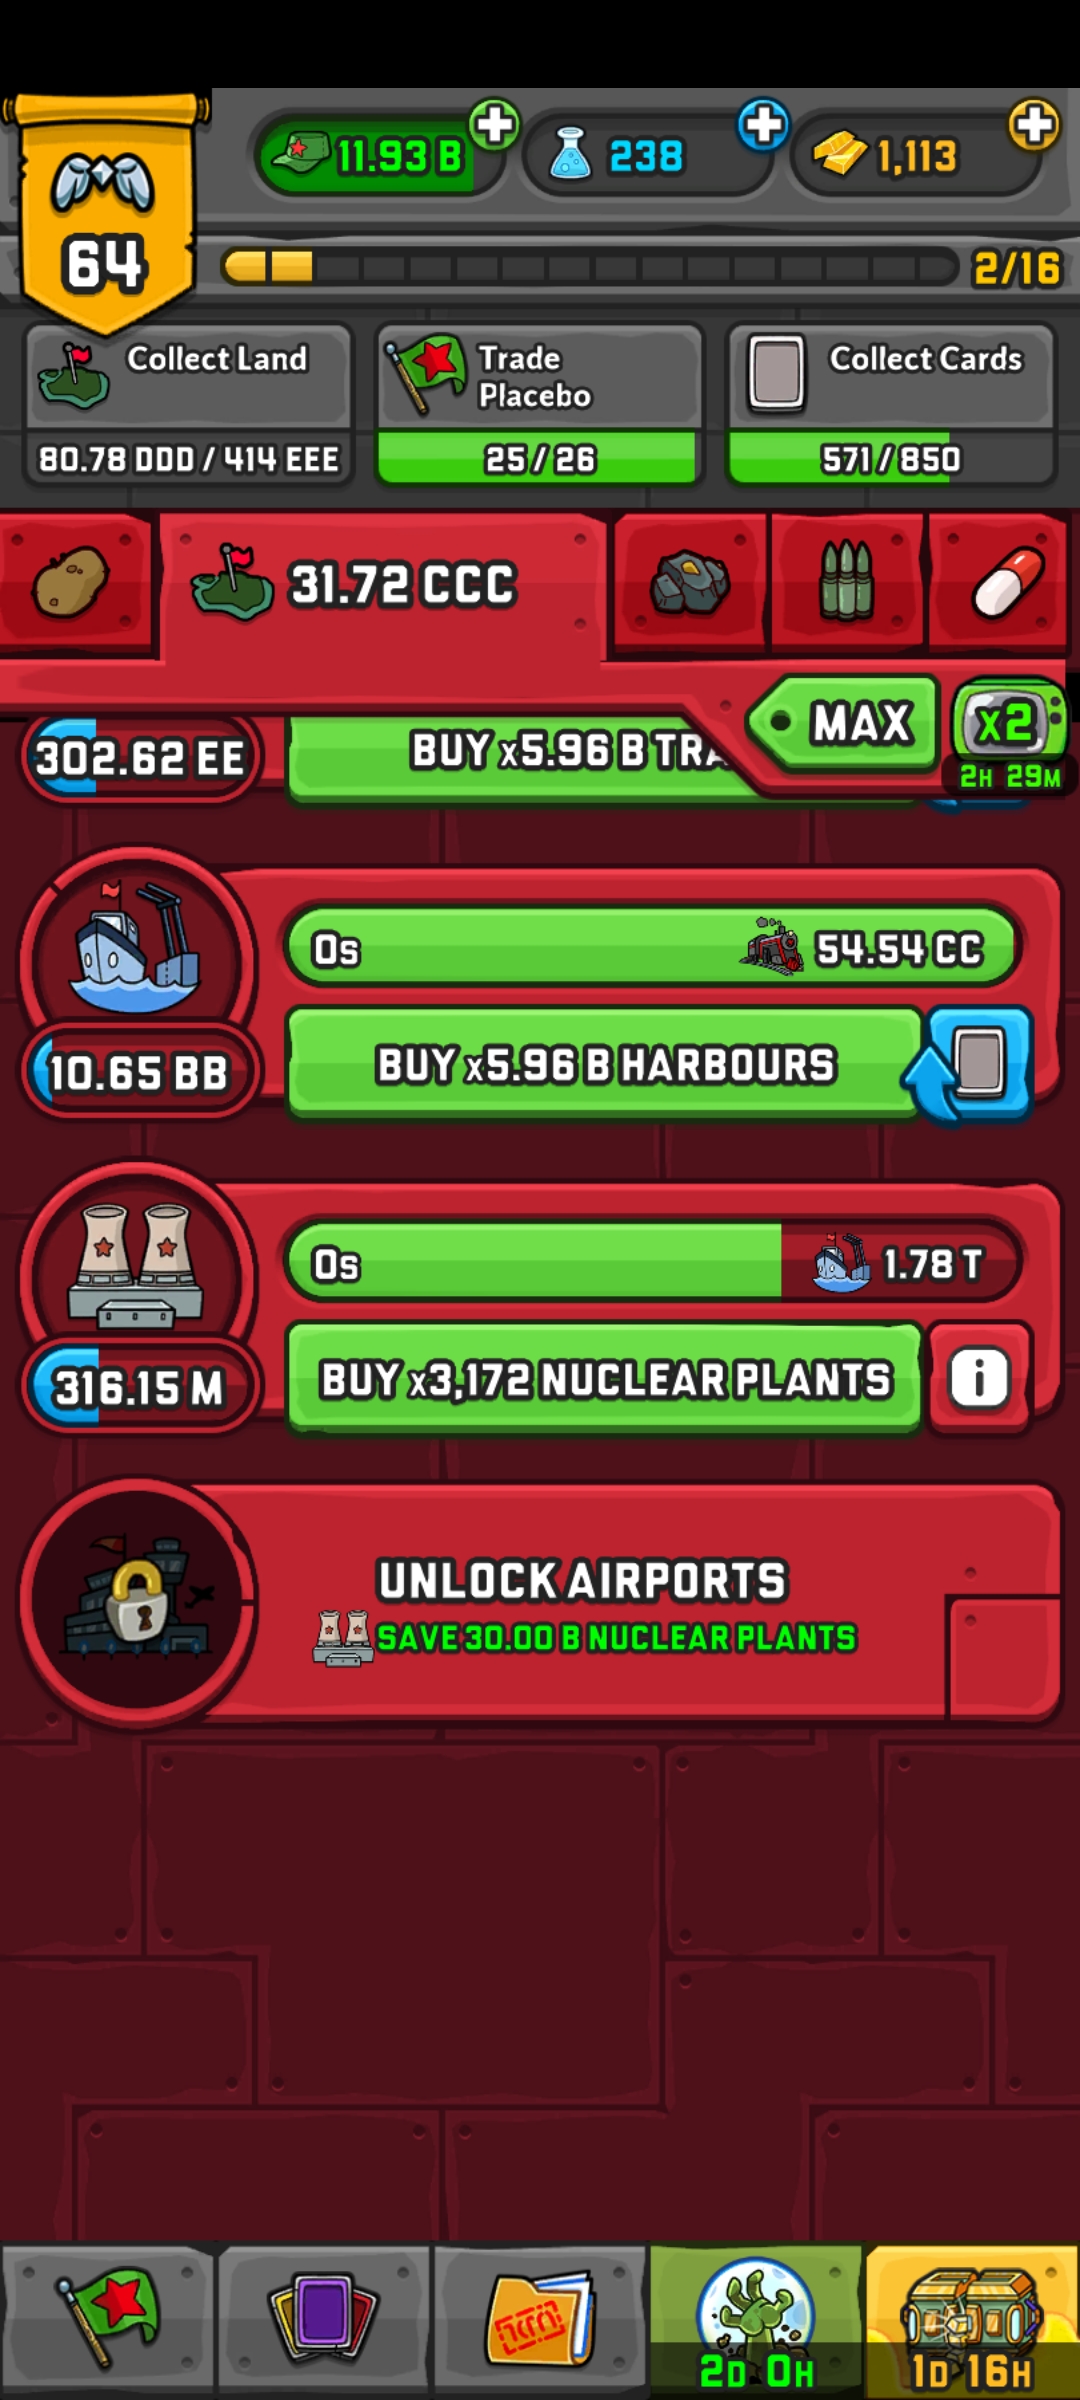 11.93 B
238
1,113
64
2/16
Collect Land
80.78 DDD / 414 EEE
Trade
Placebo
25 / 26
Collect Cards
571 / 850
31.72 CCC
MAX
x2
2H 29M
302.62 EE
BUY x5.96 B
0s
54.54 CC
10.65 BB
BUY x5.96 B HARBOURS
0s
1.78 T
316.15 M
BUY x3,172 NUCLEAR PLANTS
i
UNLOCK AIRPORTS
SAVE 30.00 B NUCLEAR PLANTS
2D 0H
1D 16H